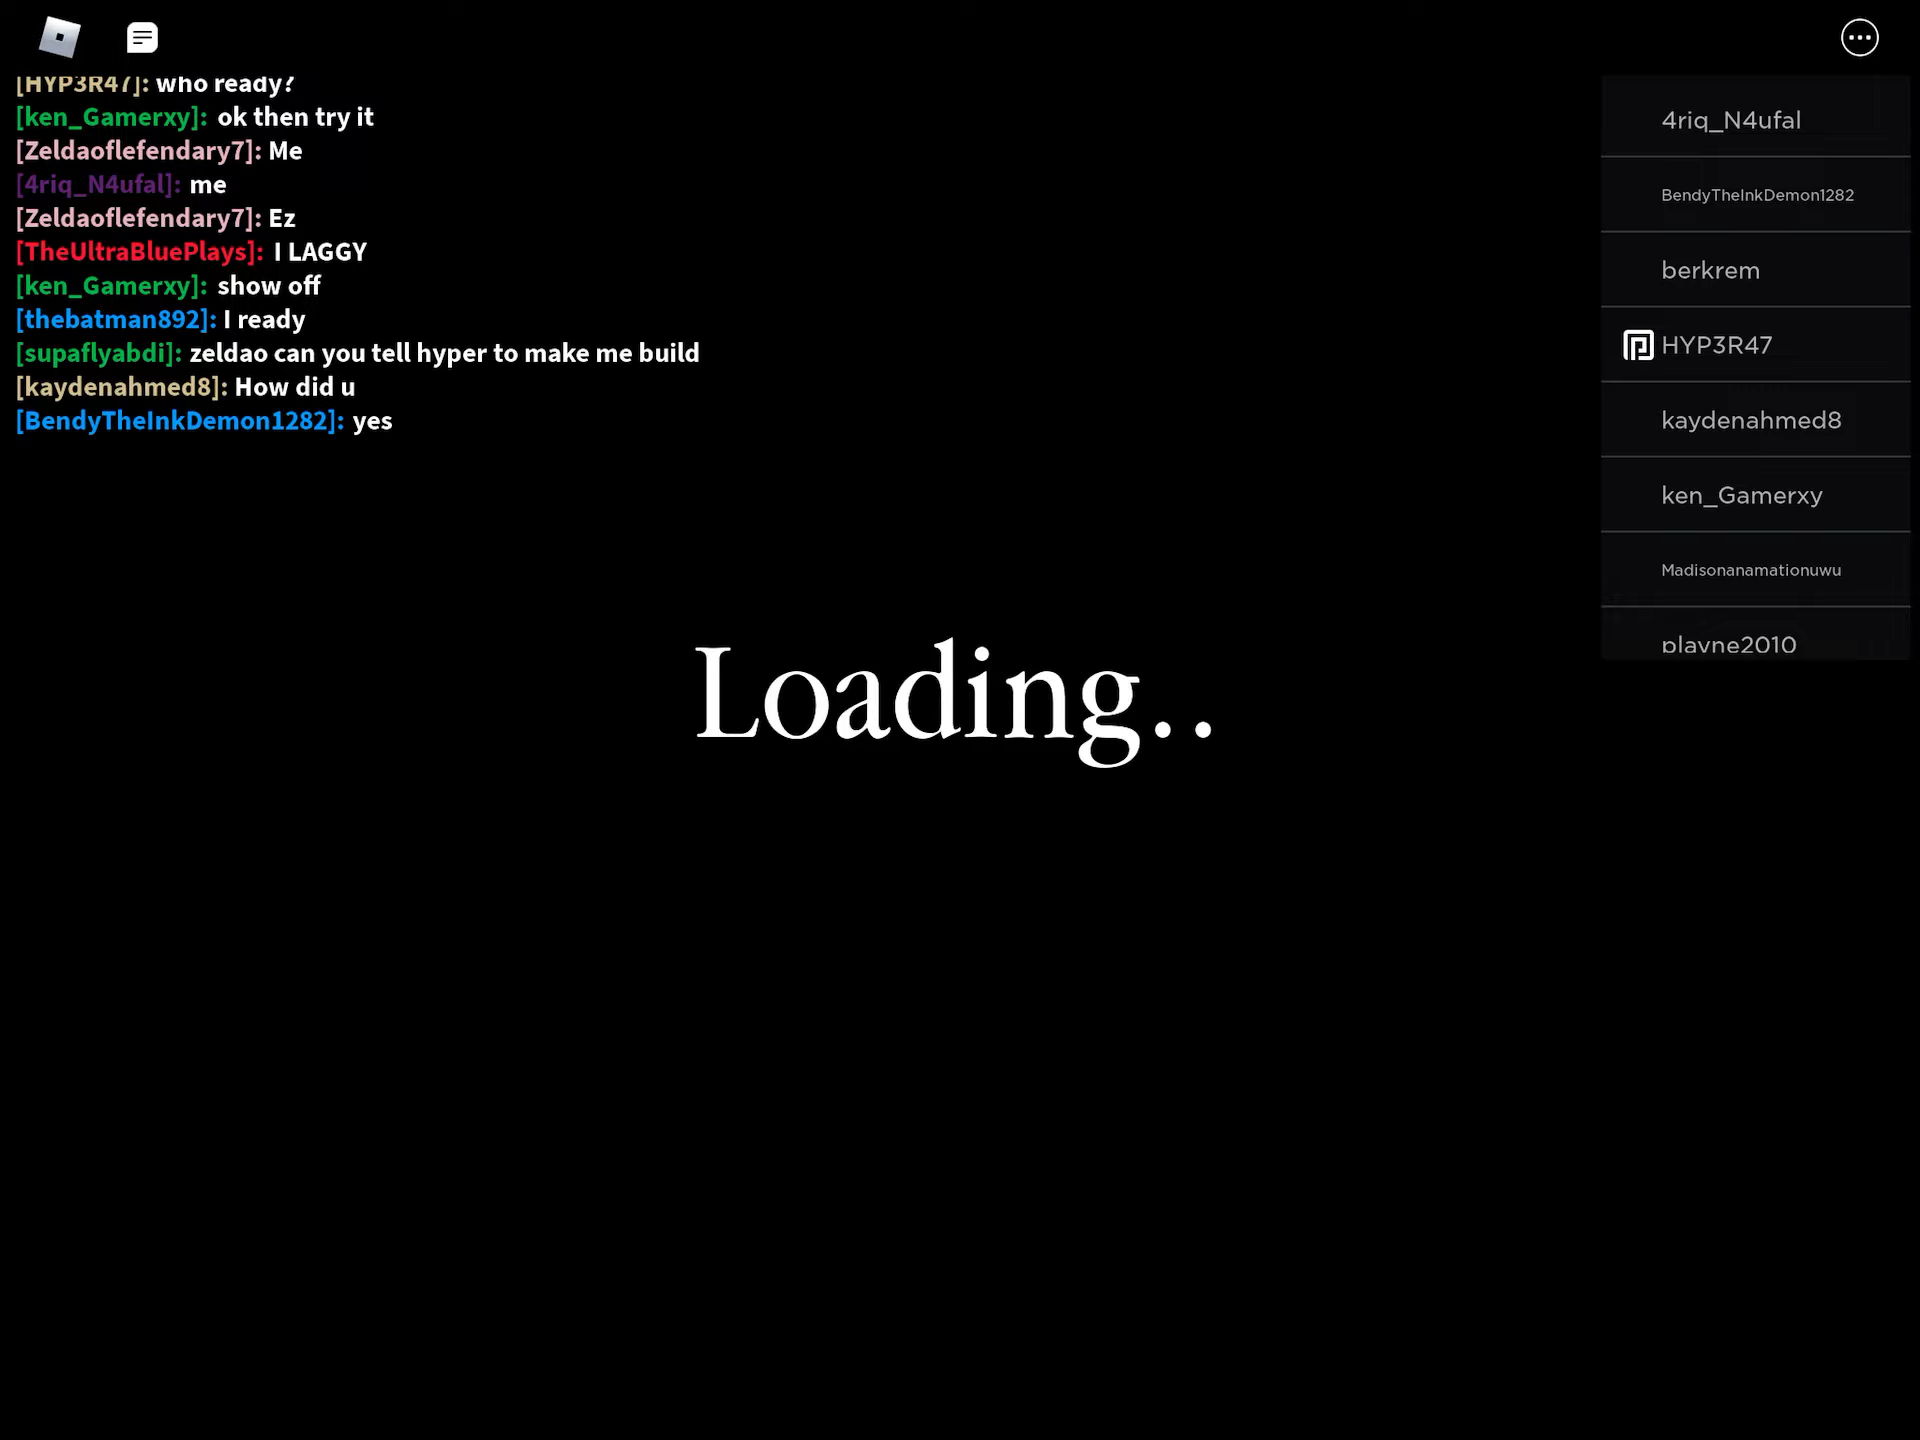 [HYP3R47]: who ready?
[ken_Gamerxy]: ok then try it
[Zeldaoflefendary7]: Me
[4riq_N4ufal]: me
[Zeldaoflefendary7]: Ez
[TheUltraBluePlays]: I LAGGY
[ken_Gamerxy]: show off
[thebatman892]: I ready
[supaflyabdi]: zeldao can you tell hyper to make me build
[kaydenahmed8]: How did u
[BendyTheInkDemon1282]: yes
4riq_N4ufal
BendyTheInkDemon1282
berkrem
HYP3R47
kaydenahmed8
ken_Gamerxy
Madisonanamationuwu
playne2010
Loading..